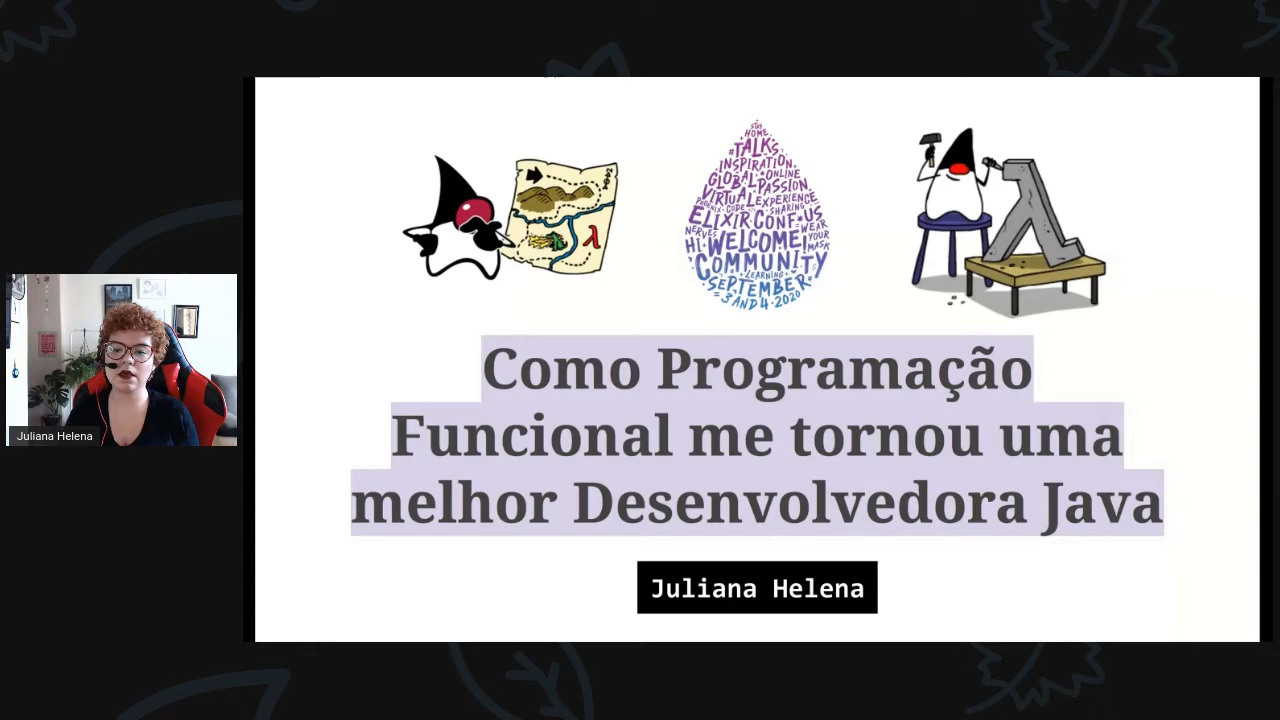 STAY
HOME
#TALKS
INSPIRATION
GLOBAL•ONLINE
VIRTUAL PASSION
PHOENIX•CODE
EXPERIENCE
SHARING
ELIXIR•CONF•US
NERVES
WEAR
YOUR
MASK
HI•WELCOME!
COMMUNITY
LEARNING
SEPTEMBER
3 AND 4•2020
λ
Como Programação
Funcional me tornou uma
melhor Desenvolvedora Java
Juliana Helena
Juliana Helena